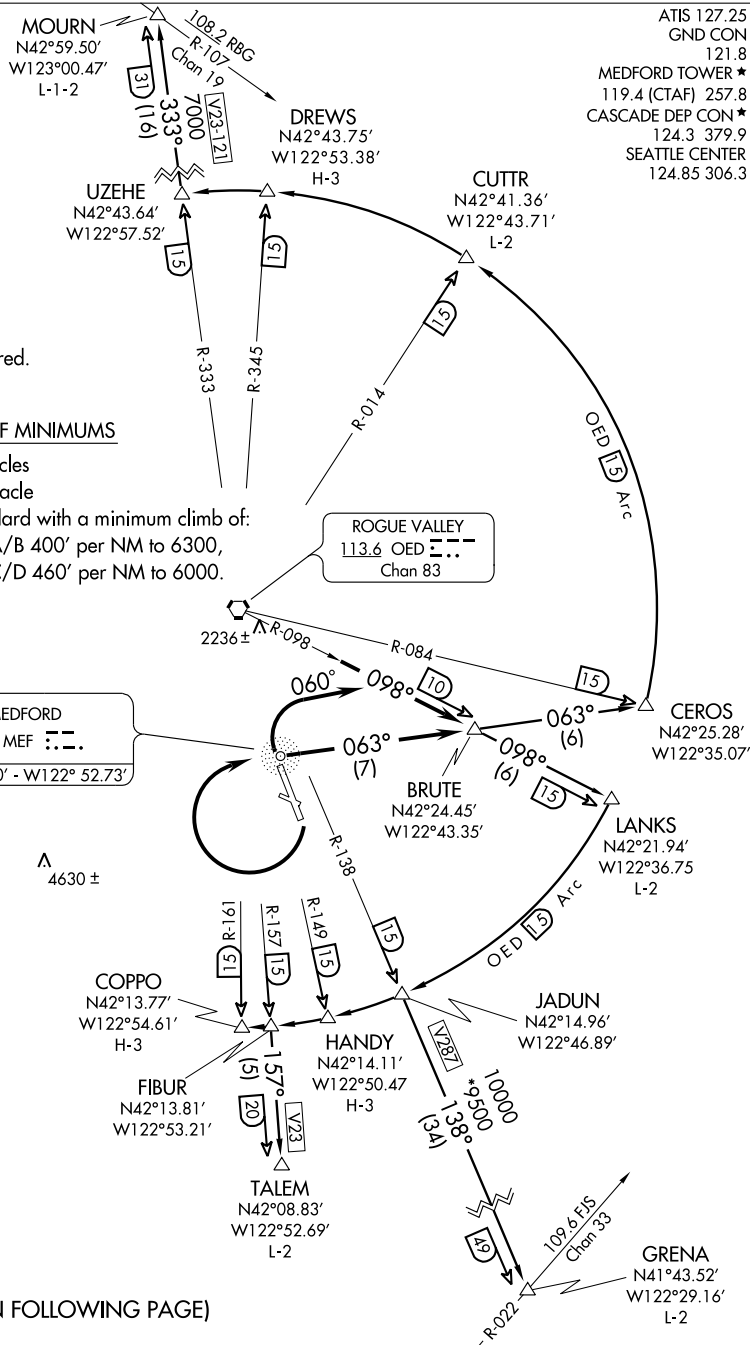 ATIS 127.25
GND CON
121.8
MEDFORD TOWER ★
119.4 (CTAF) 257.8
CASCADE DEP CON ★
124.3 379.9
SEATTLE CENTER
124.85 306.3
MOURN
N42°59.50'
W123°00.47'
L-1-2
108.2 RBG
R-107
Chan 19
31
(16)
333°
7000
V23-121
DREWS
N42°43.75'
W122°53.38'
H-3
UZEHE
N42°43.64'
W122°57.52'
CUTTR
N42°41.36'
W122°43.71'
L-2
15
15
15
R-333
R-345
R-014
OED 15 Arc
red.
F MINIMUMS
cles
acle
dard with a minimum climb of:
A/B 400' per NM to 6300,
C/D 460' per NM to 6000.
ROGUE VALLEY
113.6 OED
Chan 83
2236 ±
R-098
R-084
15
060°
098°
10
063°
(7)
063°
(6)
098°
(6)
15
CEROS
N42°25.28'
W122°35.07'
BRUTE
N42°24.45'
W122°43.35'
EDFORD
MEF
0' - W122° 52.73'
LANKS
N42°21.94'
W122°36.75
L-2
4630 ±
R-138
15
OED 15 Arc
R-161
15
R-157
15
R-149
15
COPPO
N42°13.77'
W122°54.61'
H-3
FIBUR
N42°13.81'
W122°53.21'
HANDY
N42°14.11'
W122°50.47
H-3
JADUN
N42°14.96'
W122°46.89'
157°
(5)
20
V23
TALEM
N42°08.83'
W122°52.69'
L-2
V287
10000
*9500
138°
(34)
49
109.6 FJS
Chan 33
R-022
GRENA
N41°43.52'
W122°29.16'
L-2
N FOLLOWING PAGE)